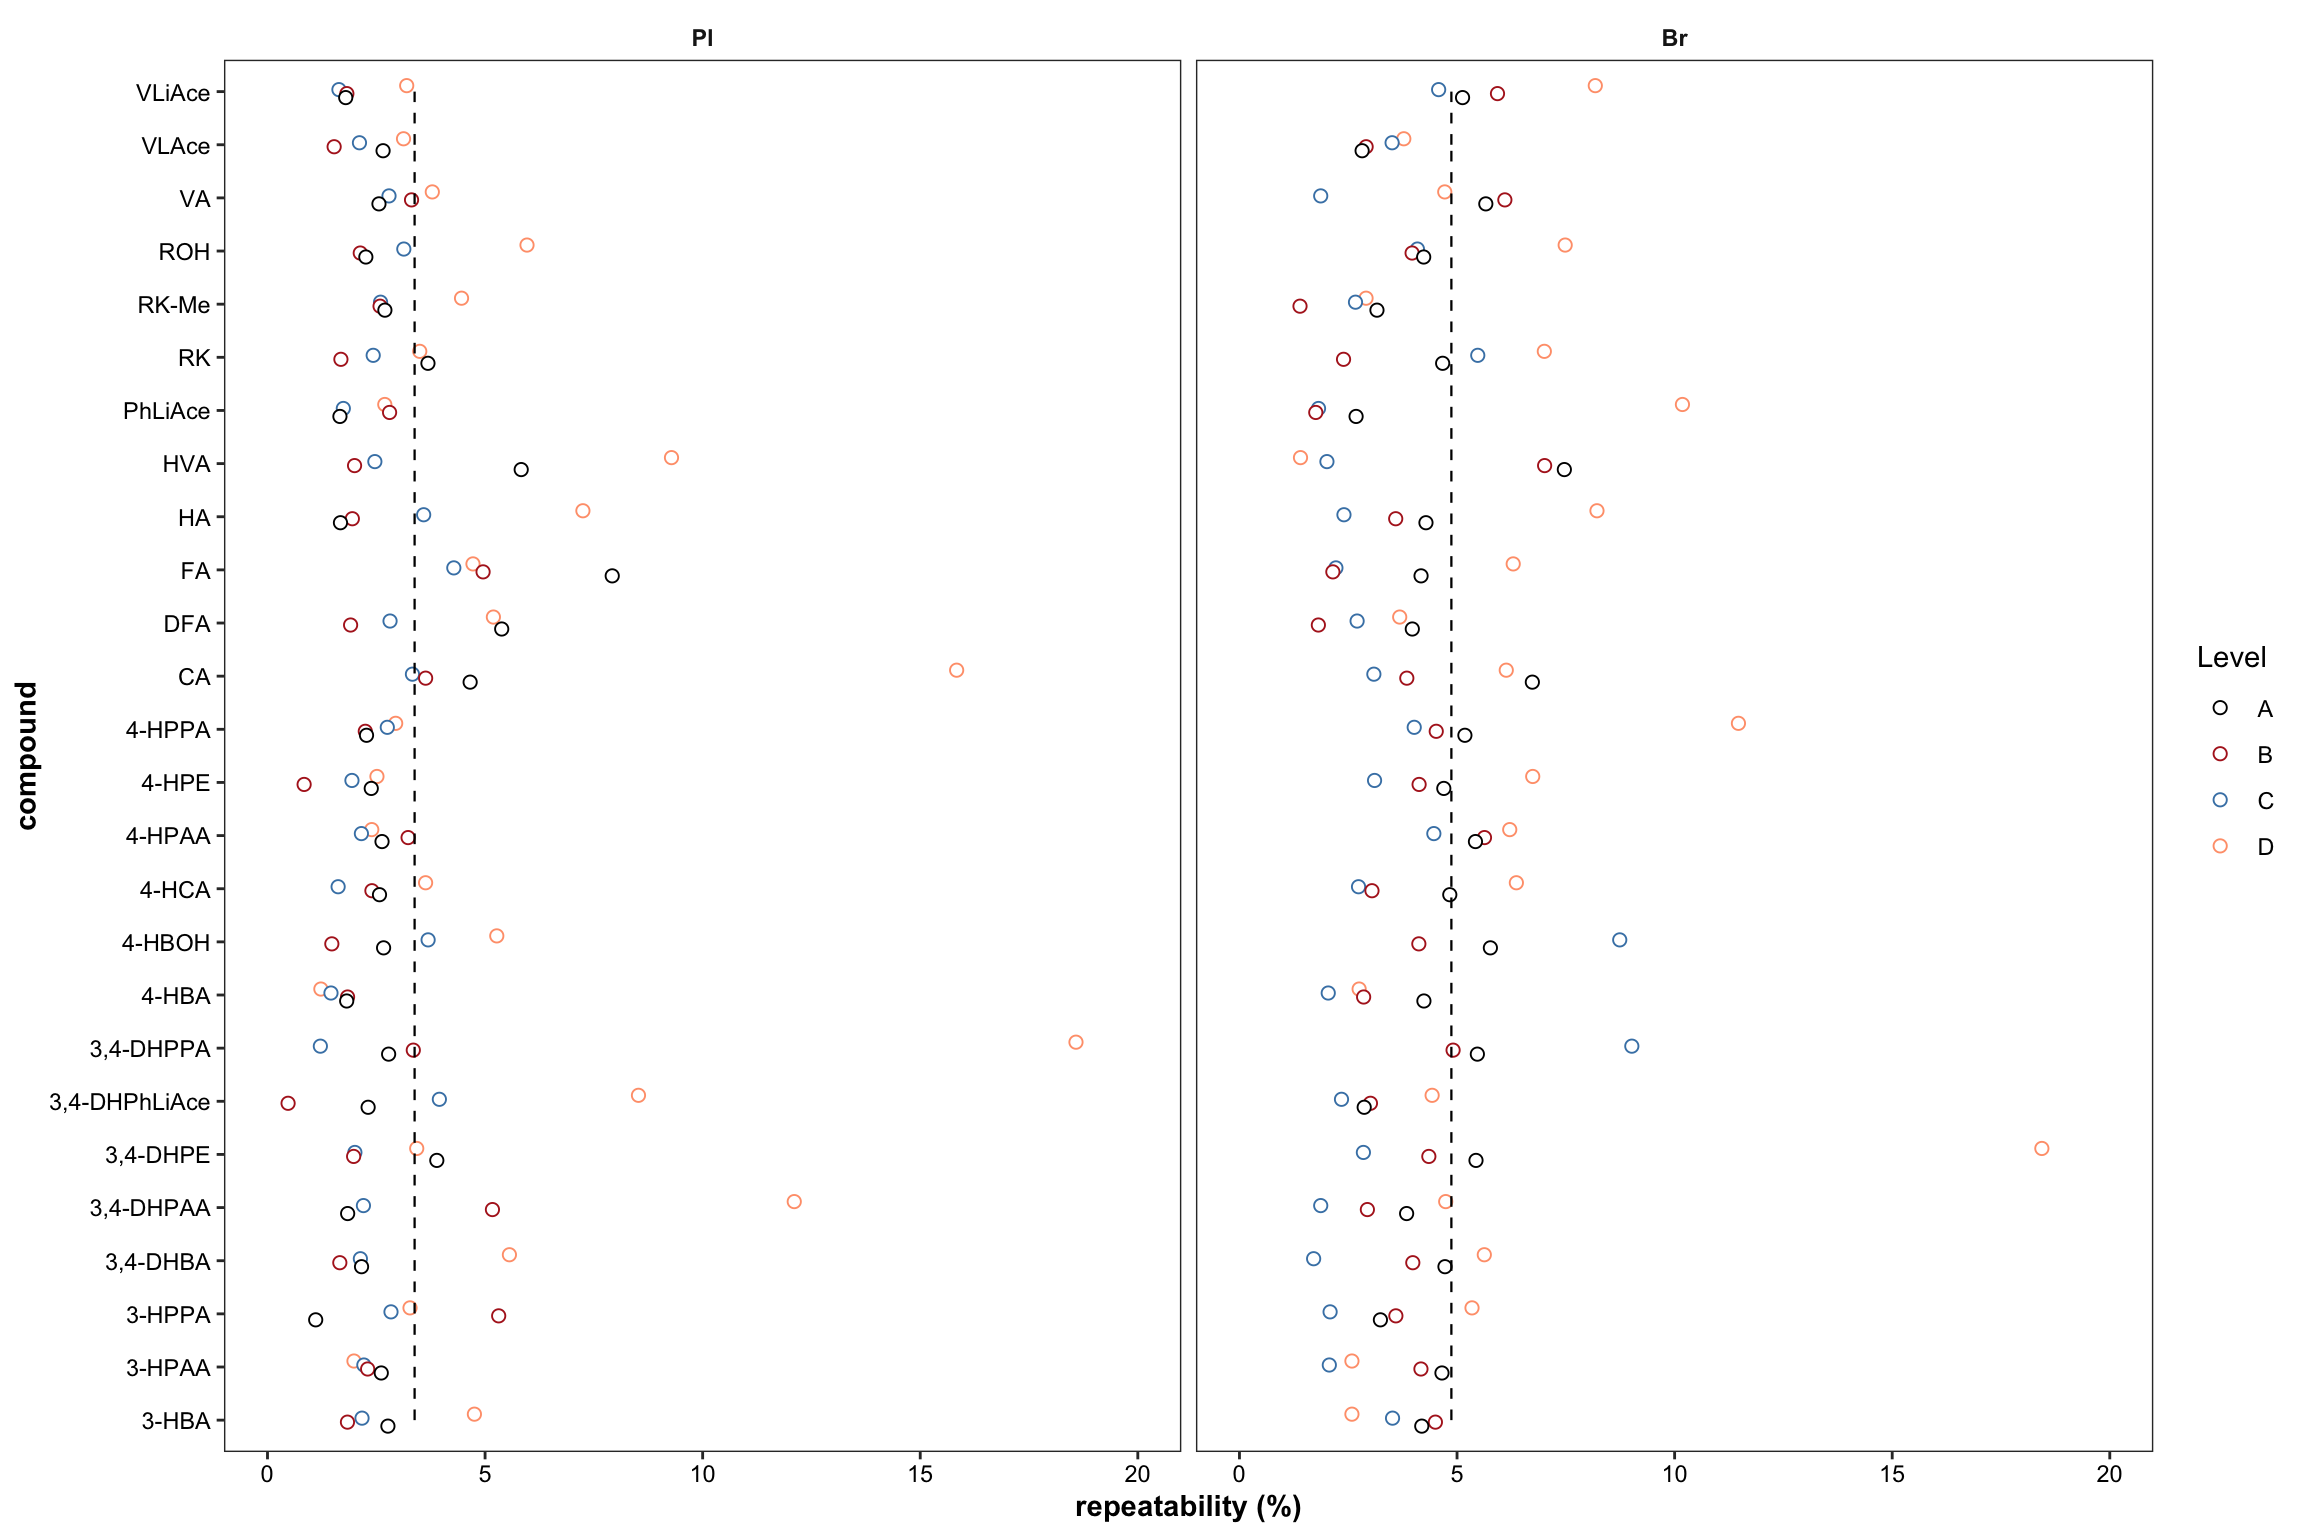 Pl
Br
VLiAce
VLAce
VA
ROH
RK-Me
RK
PhLiAce
HVA
HA
FA
DFA
CA
4-HPPA
4-HPE
4-HPAA
4-HCA
4-HBOH
4-HBA
3,4-DHPPA
3,4-DHPhLiAce
3,4-DHPE
3,4-DHPAA
3,4-DHBA
3-HPPA
3-HPAA
3-HBA
compound
0 5 10 15 20
0 5 10 15 20
repeatability (%)
Level
A
B
C
D